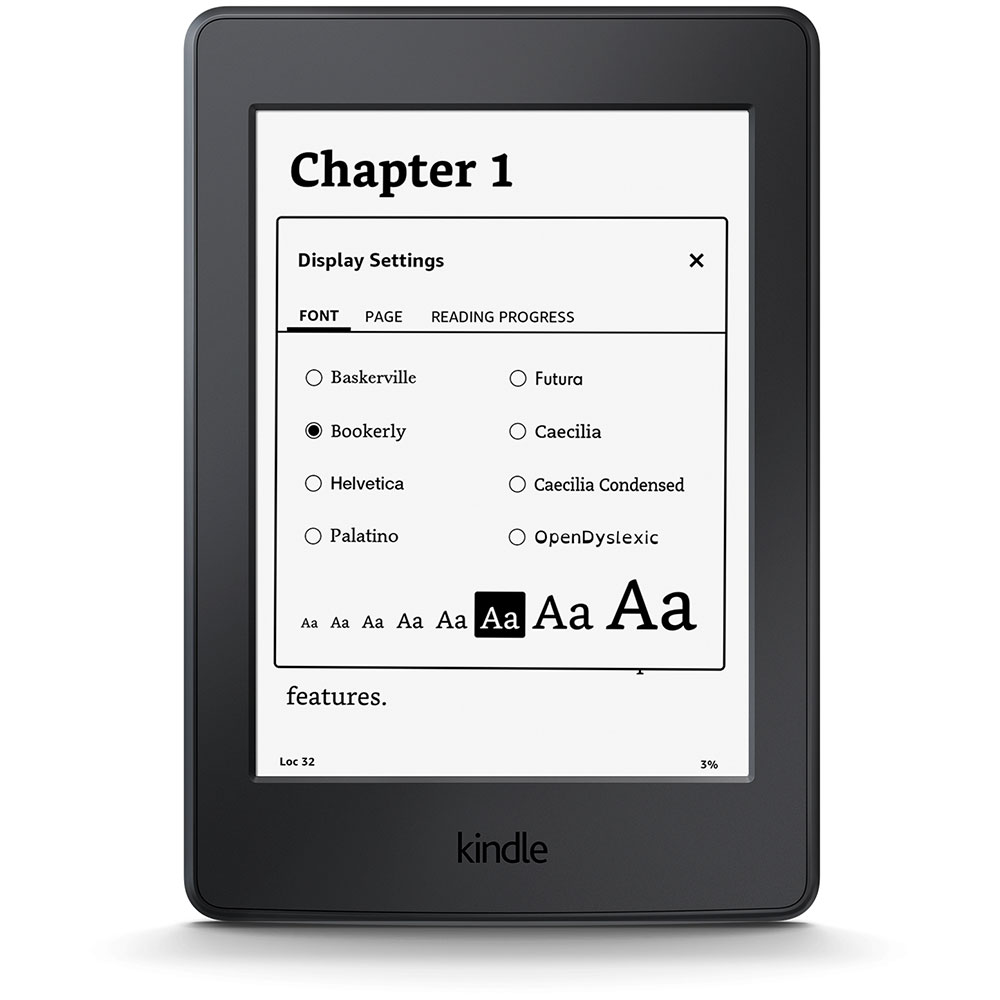 Chapter 1
Display Settings ×
FONT PAGE READING PROGRESS
Baskerville Futura
Bookerly Caecilia
Helvetica Caecilia Condensed
Palatino OpenDyslexic
Aa Aa Aa Aa Aa Aa Aa Aa
features.
Loc 32 3%
kindle